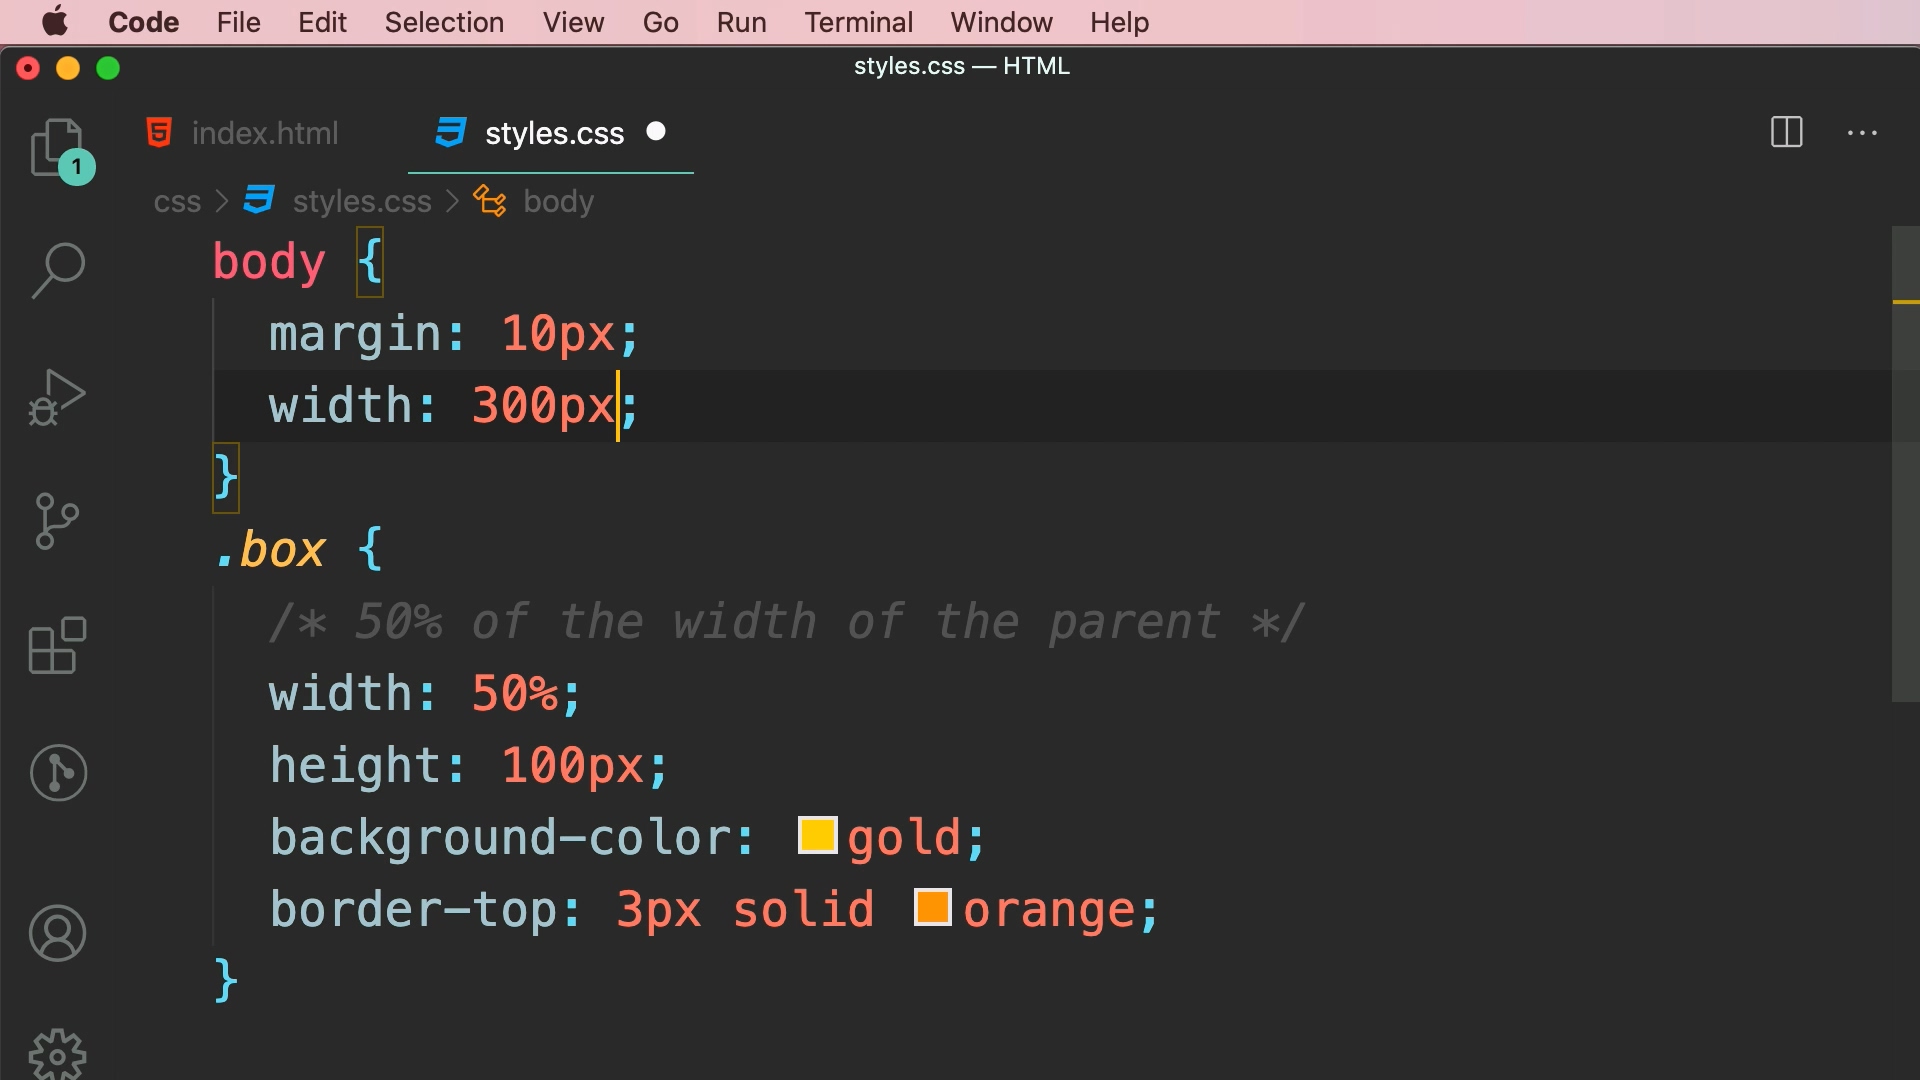 Code File Edit Selection View Go Run Terminal Window Help
styles.css — HTML
index.html styles.css
1
css > styles.css > body
body {
margin: 10px;
width: 300px;
}
.box {
/* 50% of the width of the parent */
width: 50%;
height: 100px;
background-color: gold;
border-top: 3px solid orange;
}